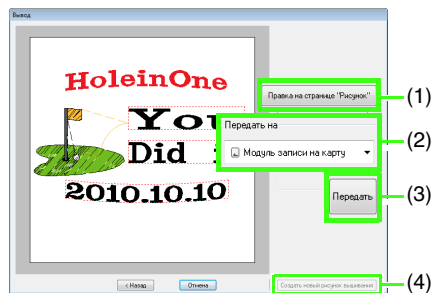 Вывод
HoleinOne
You
Did
2010.10.10
Правка на странице "Рисунок"
(1)
Передать на
(2)
Модуль записи на карту
Передать
(3)
< Назад
Отмена
Создать новый рисунок вышивания
(4)